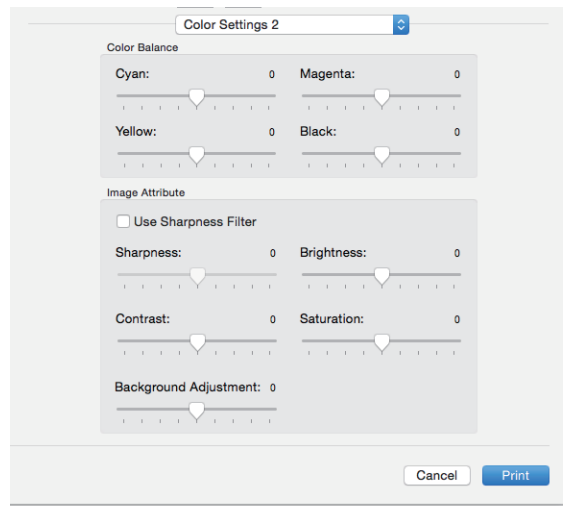 Color Settings 2
Color Balance
Cyan: 0 Magenta: 0
Yellow: 0 Black: 0
Image Attribute
Use Sharpness Filter
Sharpness: 0 Brightness: 0
Contrast: 0 Saturation: 0
Background Adjustment: 0
Cancel Print